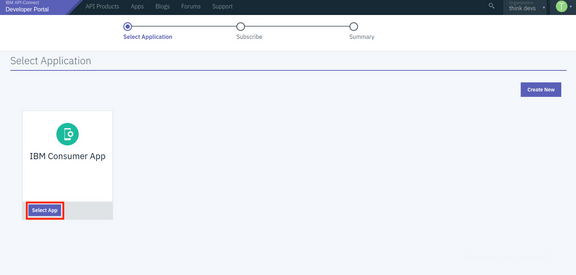 IBM API Connect
Developer Portal
API Products Apps Blogs Forums Support
Organization
think devs
T
Select Application Subscribe Summary
Select Application
Create New
IBM Consumer App
Select App